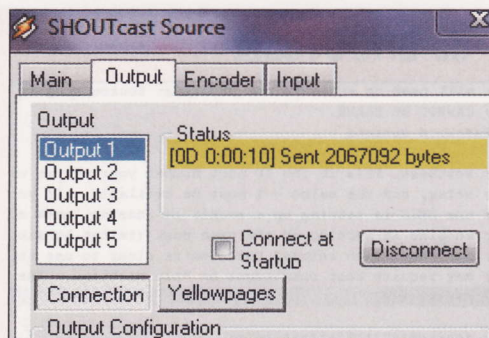 SHOUTcast Source
X
Main Output Encoder Input
Output
Output 1
Output 2
Output 3
Output 4
Output 5
Status
[0D 0:00:10] Sent 2067092 bytes
Connect at
Startup
Disconnect
Connection Yellowpages
Output Configuration